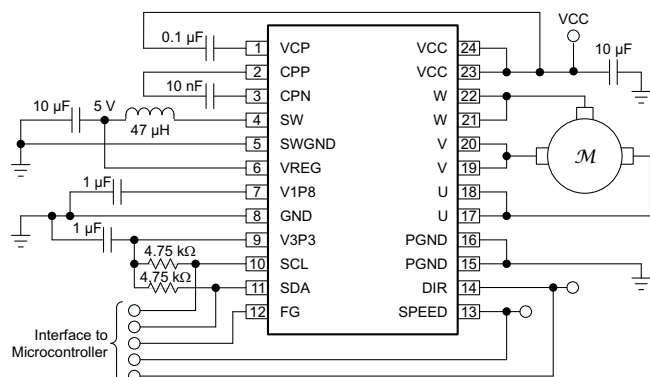 VCC
0.1 µF
10 µF
1 VCP VCC 24
2 CPP VCC 23
10 nF
3 CPN W 22
10 µF 5 V
47 µH
4 SW W 21
5 SWGND V 20
6 VREG V 19
M
1 µF
7 V1P8 U 18
8 GND U 17
1 µF
9 V3P3 PGND 16
4.75 kΩ
10 SCL PGND 15
4.75 kΩ
11 SDA DIR 14
12 FG SPEED 13
Interface to
Microcontroller